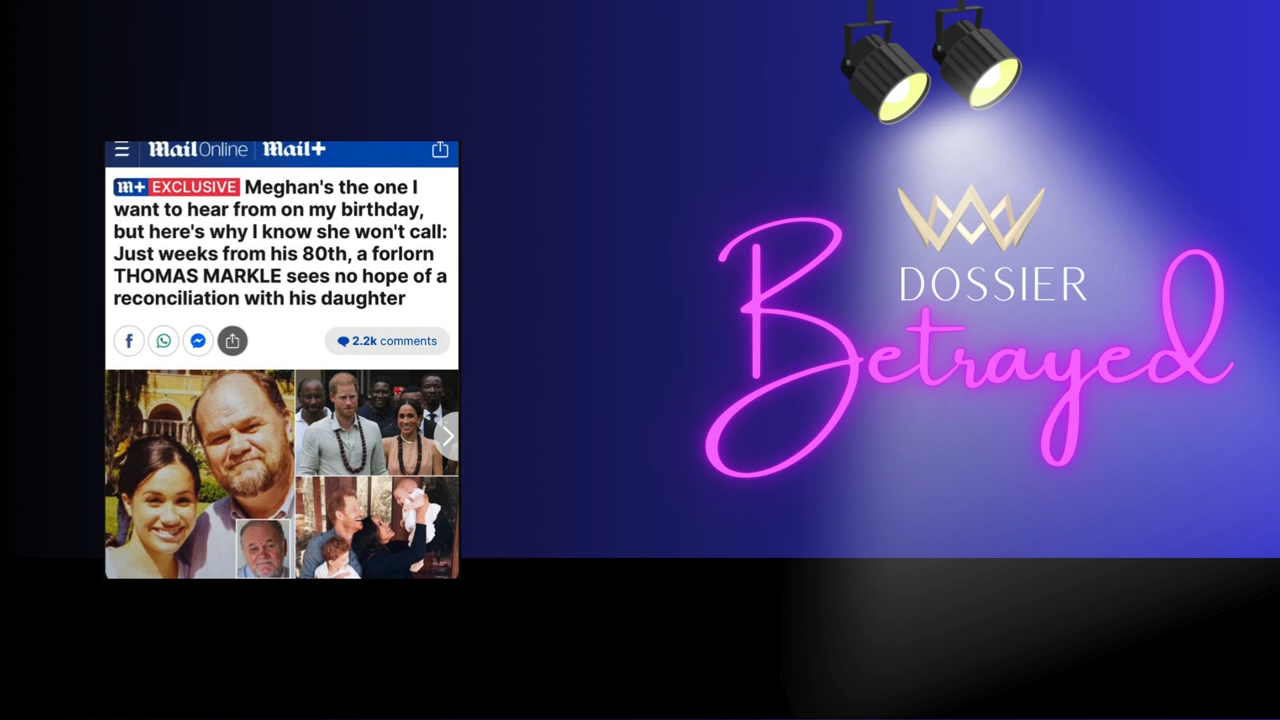 Mail Online | Mail+
m+ EXCLUSIVE Meghan's the one I
want to hear from on my birthday,
but here's why I know she won't call:
Just weeks from his 80th, a forlorn
THOMAS MARKLE sees no hope of a
reconciliation with his daughter
2.2k comments
DOSSIER
Betrayed